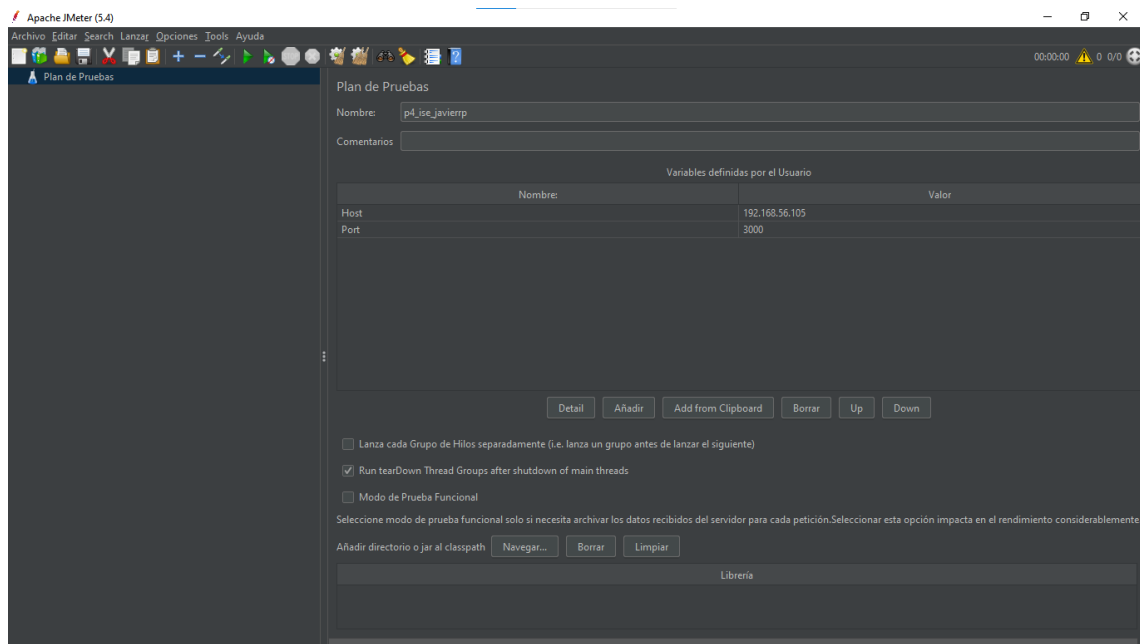 Apache JMeter (5.4)
Archivo Editar Search Lanzar Opciones Tools Ayuda
00:00:00 0 0/0
Plan de Pruebas
Plan de Pruebas
Nombre: p4_ise_javierrp
Comentarios
Variables definidas por el Usuario
Nombre: Valor
Host 192.168.56.105
Port 3000
Detail Añadir Add from Clipboard Borrar Up Down
Lanza cada Grupo de Hilos separadamente (i.e. lanza un grupo antes de lanzar el siguiente)
Run tearDown Thread Groups after shutdown of main threads
Modo de Prueba Funcional
Seleccione modo de prueba funcional solo si necesita archivar los datos recibidos del servidor para cada petición.Seleccionar esta opción impacta en el rendimiento considerablemente
Añadir directorio o jar al classpath Navegar... Borrar Limpiar
Librería